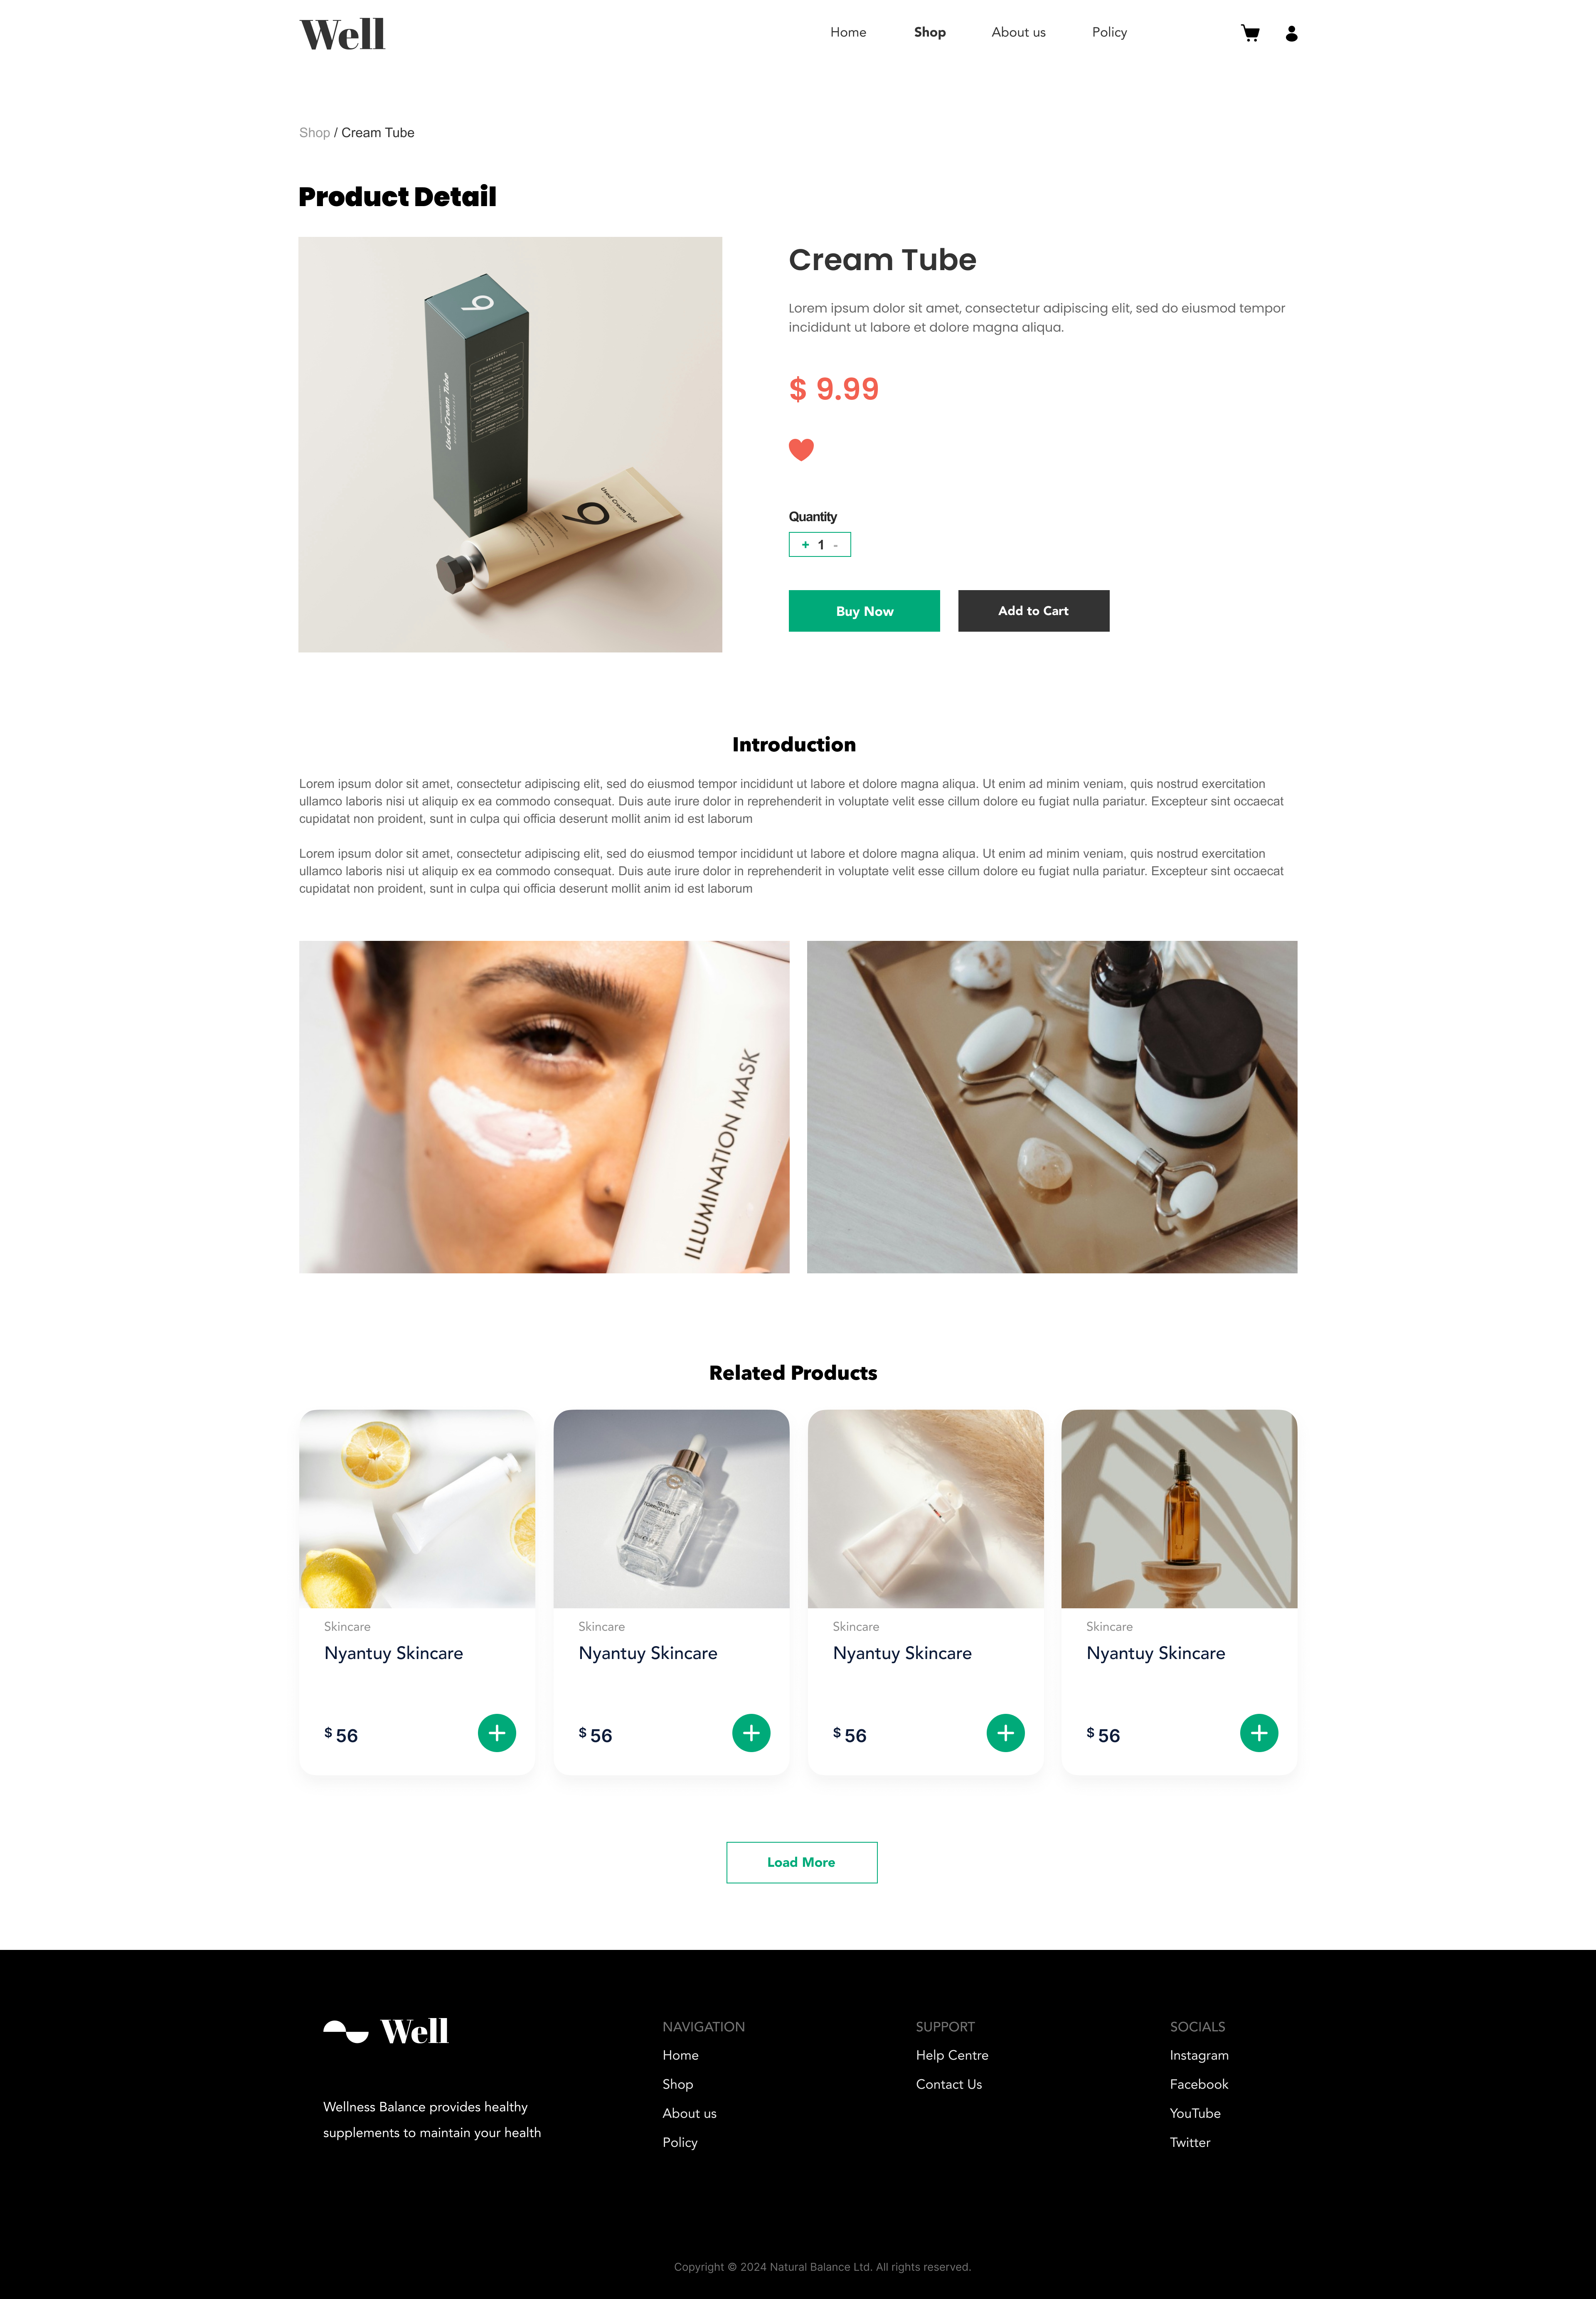 Well
Home Shop About us Policy
Shop / Cream Tube
Product Detail
Used Cream Tube
MOCKUPFREE.NET
Used Cream Tube
Cream Tube
Lorem ipsum dolor sit amet, consectetur adipiscing elit, sed do eiusmod tempor
incididunt ut labore et dolore magna aliqua.
$ 9.99
Quantity
+ 1 -
Buy Now Add to Cart
Introduction
Lorem ipsum dolor sit amet, consectetur adipiscing elit, sed do eiusmod tempor incididunt ut labore et dolore magna aliqua. Ut enim ad minim veniam, quis nostrud exercitation
ullamco laboris nisi ut aliquip ex ea commodo consequat. Duis aute irure dolor in reprehenderit in voluptate velit esse cillum dolore eu fugiat nulla pariatur. Excepteur sint occaecat
cupidatat non proident, sunt in culpa qui officia deserunt mollit anim id est laborum
Lorem ipsum dolor sit amet, consectetur adipiscing elit, sed do eiusmod tempor incididunt ut labore et dolore magna aliqua. Ut enim ad minim veniam, quis nostrud exercitation
ullamco laboris nisi ut aliquip ex ea commodo consequat. Duis aute irure dolor in reprehenderit in voluptate velit esse cillum dolore eu fugiat nulla pariatur. Excepteur sint occaecat
cupidatat non proident, sunt in culpa qui officia deserunt mollit anim id est laborum
ILLUMINATION MASK
Related Products
Skincare Skincare Skincare Skincare
Nyantuy Skincare Nyantuy Skincare Nyantuy Skincare Nyantuy Skincare
$ 56 $ 56 $ 56 $ 56
Load More
Well
Wellness Balance provides healthy
supplements to maintain your health
NAVIGATION
Home
Shop
About us
Policy
SUPPORT
Help Centre
Contact Us
SOCIALS
Instagram
Facebook
YouTube
Twitter
Copyright © 2024 Natural Balance Ltd. All rights reserved.